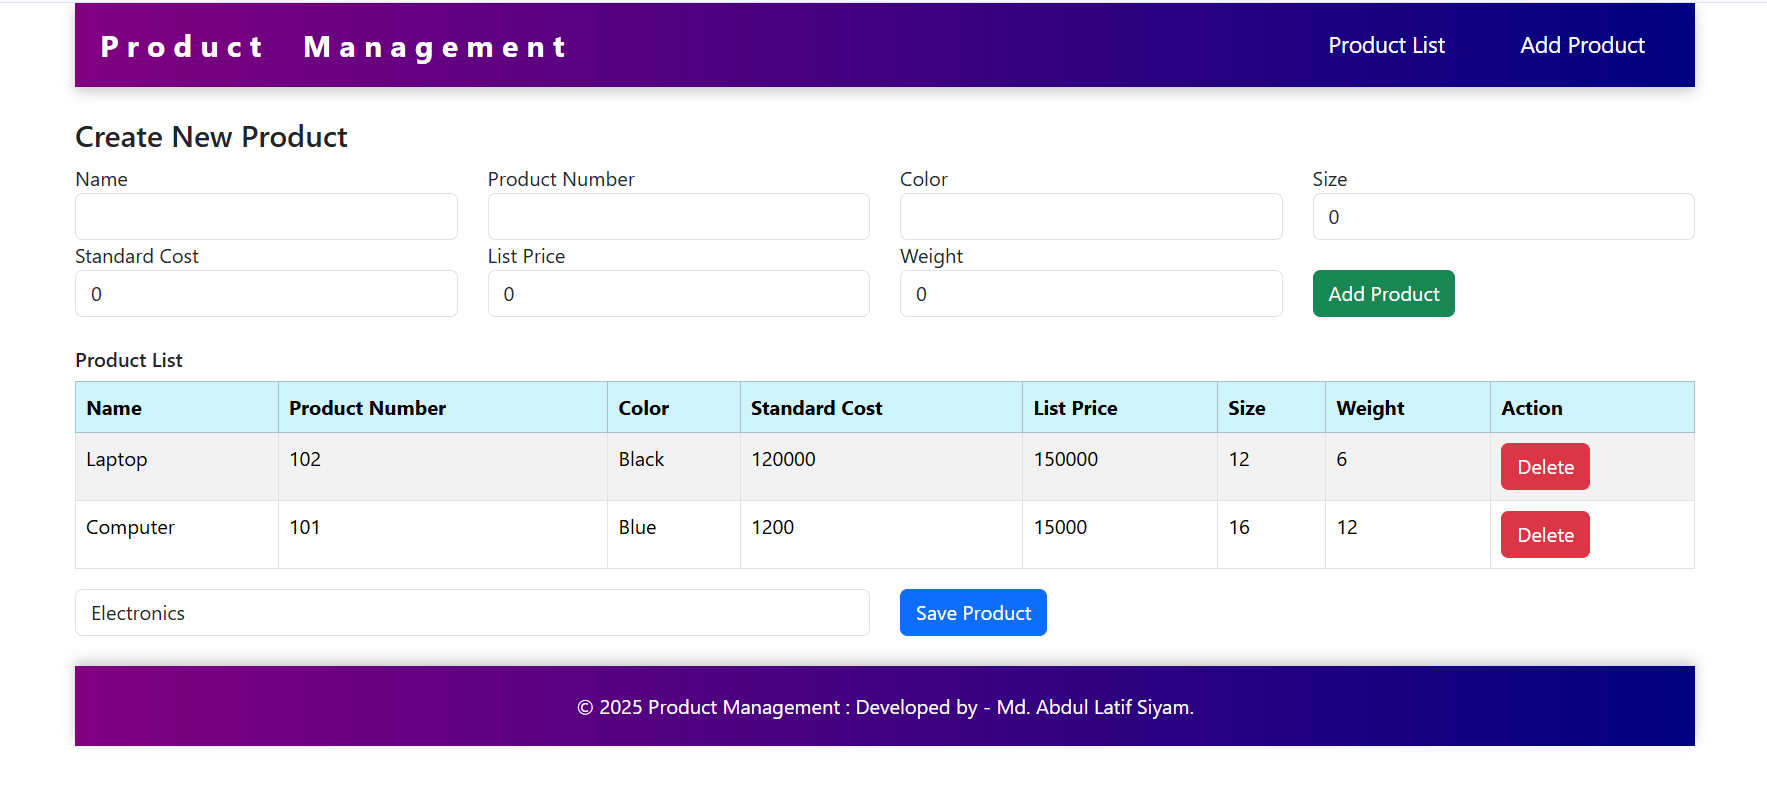 Product Management Product List Add Product
Create New Product
Name Product Number Color Size
0
Standard Cost List Price Weight
0 0 0 Add Product
Product List
Name Product Number Color Standard Cost List Price Size Weight Action
Laptop 102 Black 120000 150000 12 6 Delete
Computer 101 Blue 1200 15000 16 12 Delete
Electronics Save Product
© 2025 Product Management : Developed by - Md. Abdul Latif Siyam.